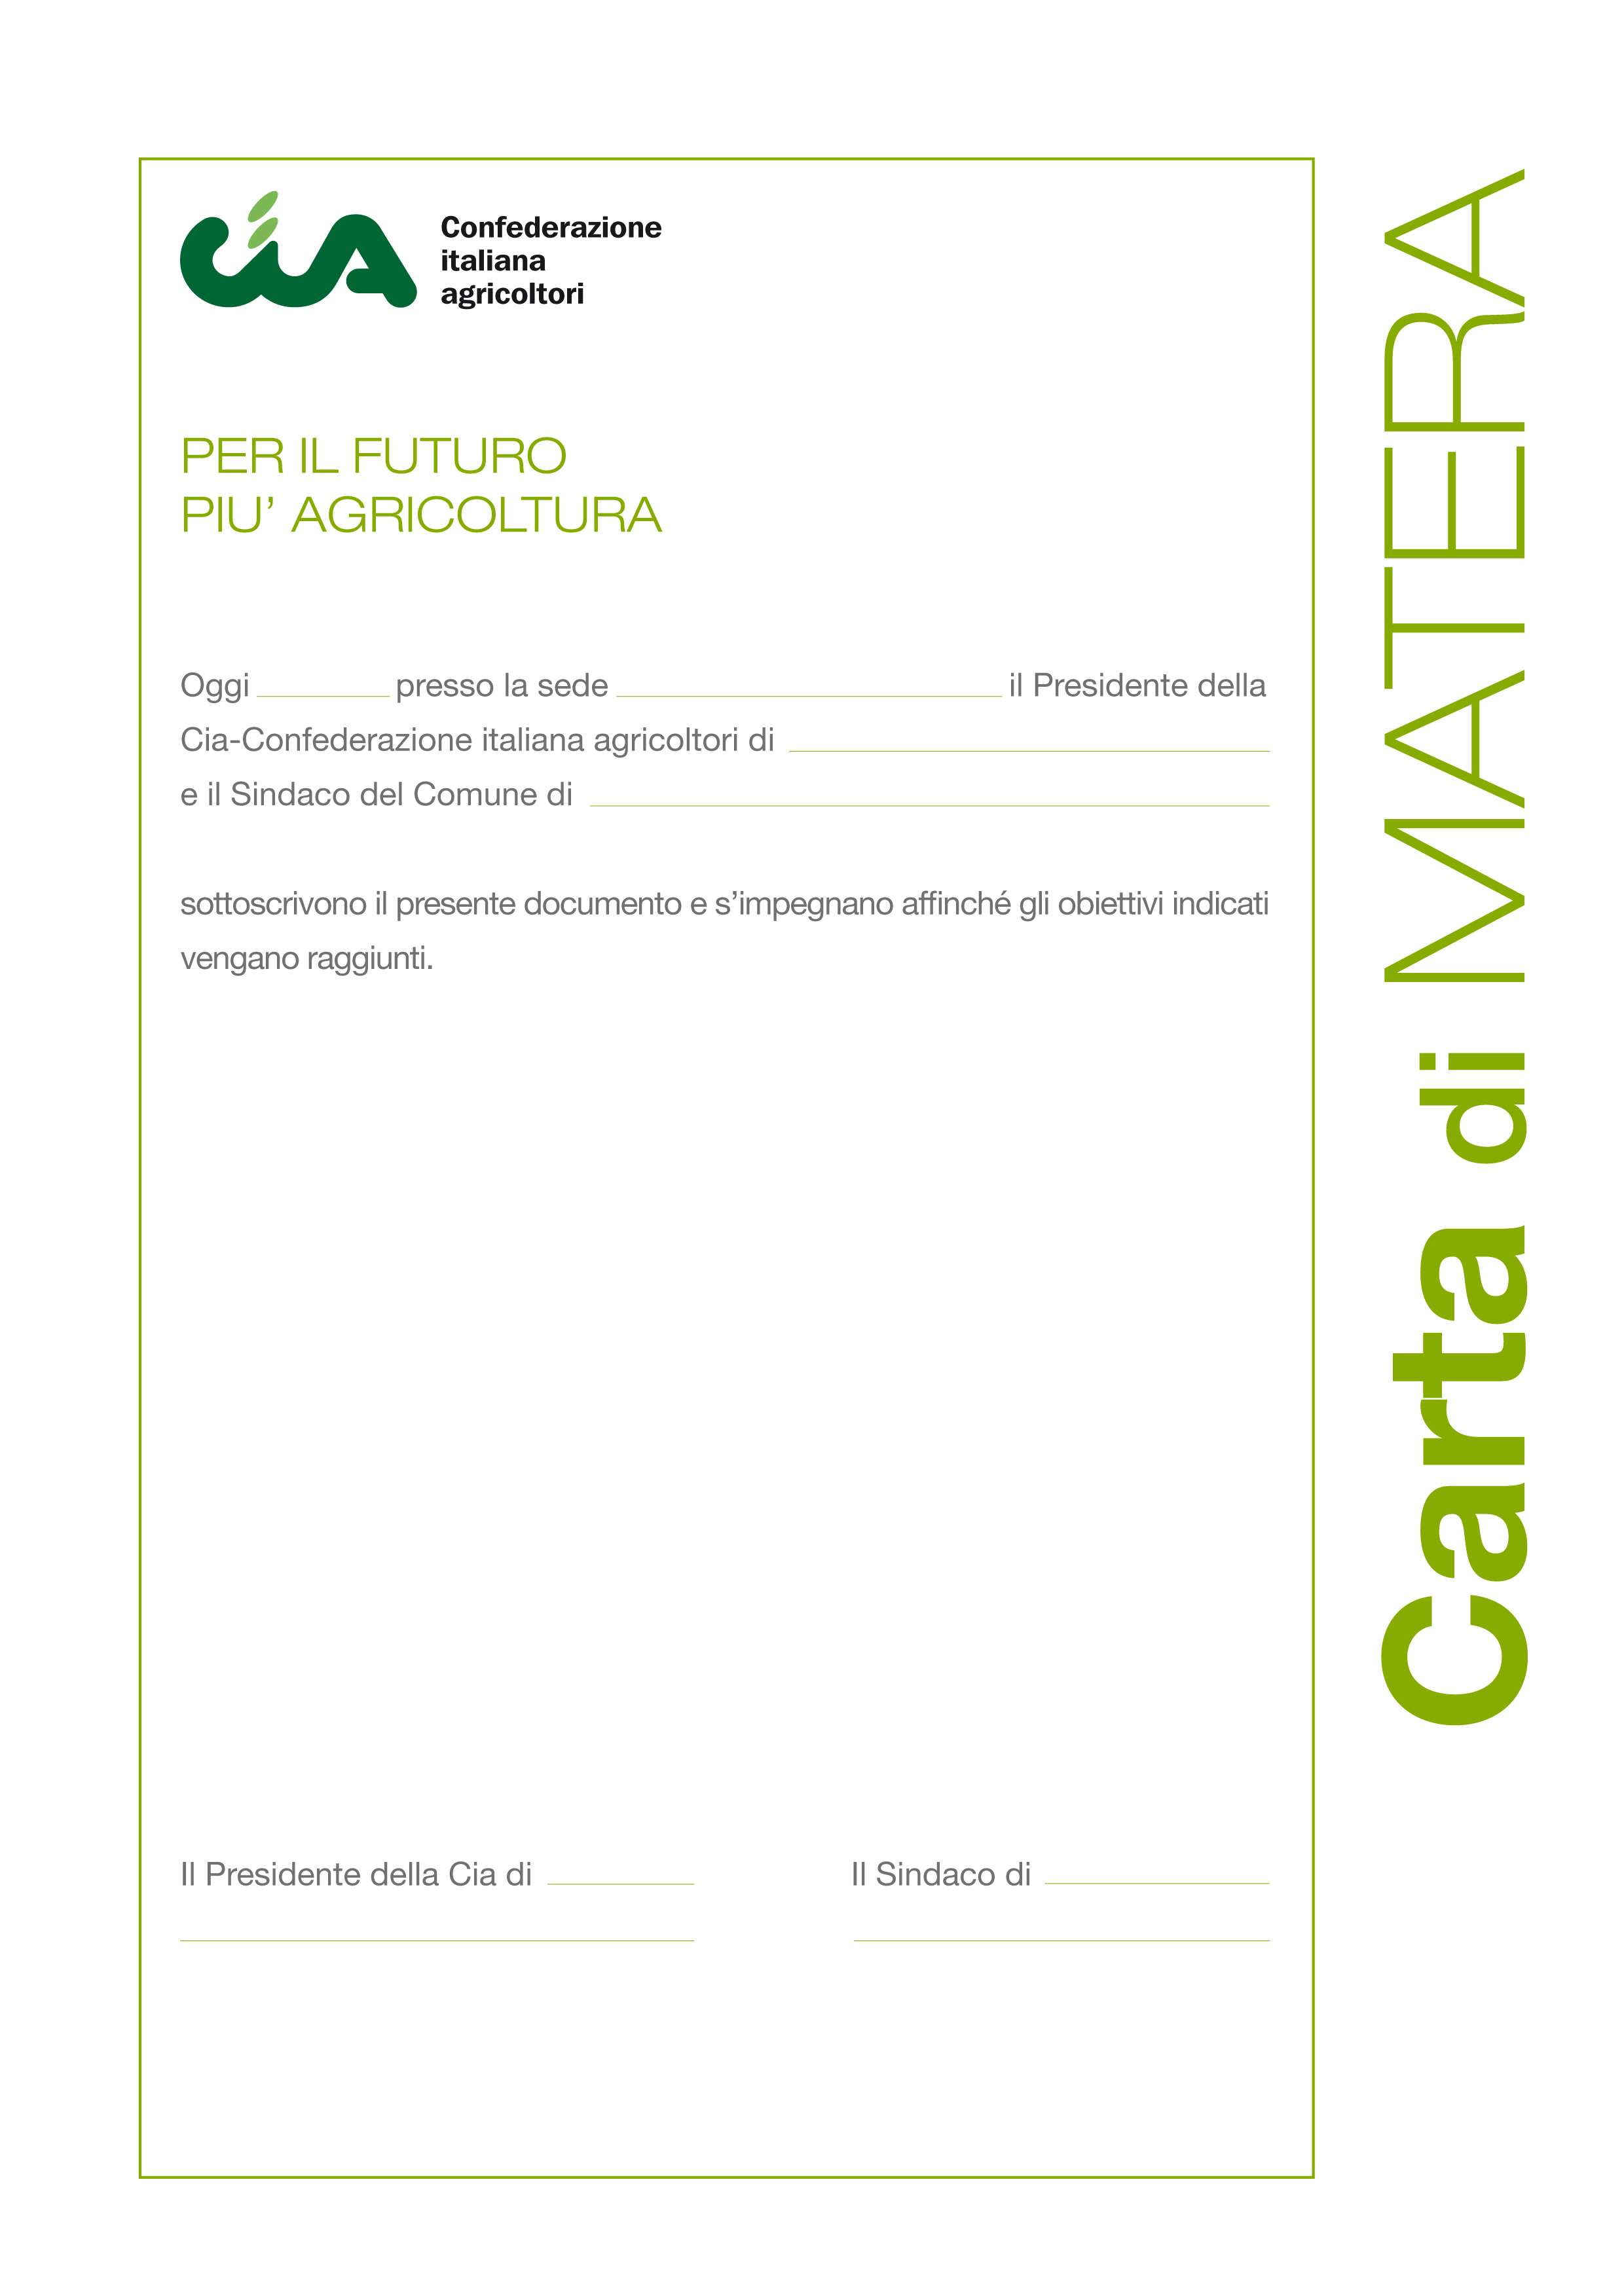 cia
Confederazione
italiana
agricoltori
PER IL FUTURO
PIU’ AGRICOLTURA
Oggi presso la sede il Presidente della
Cia-Confederazione italiana agricoltori di
e il Sindaco del Comune di
sottoscrivono il presente documento e s’impegnano affinché gli obiettivi indicati
vengano raggiunti.
Il Presidente della Cia di
Il Sindaco di
Carta di MATERA